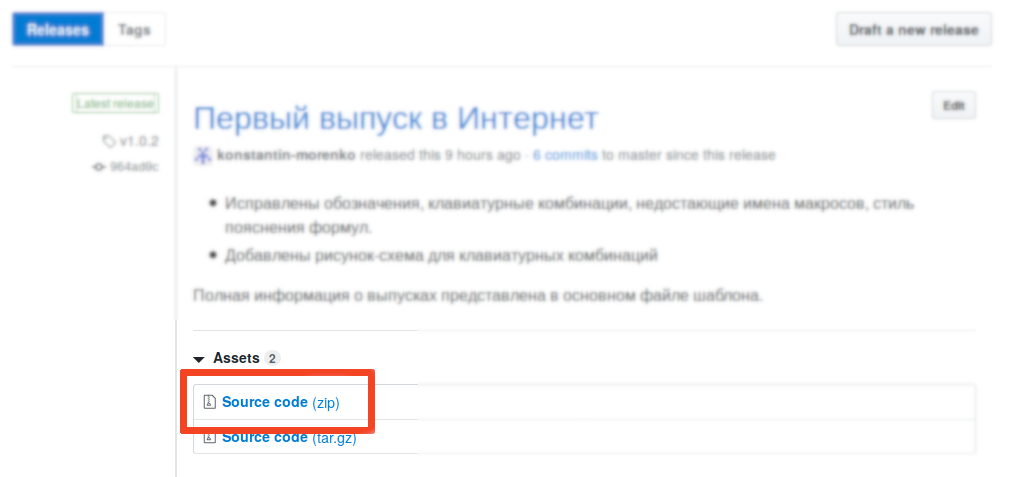 Releases Tags Draft a new release
Latest release
Первый выпуск в Интернет Edit
v1.0.2
konstantin-morenko released this 9 hours ago · 6 commits to master since this release
964ad9c
Исправлены обозначения, клавиатурные комбинации, недостающие имена макросов, стиль
пояснения формул.
Добавлены рисунок-схема для клавиатурных комбинаций
Полная информация о выпусках представлена в основном файле шаблона.
Assets 2
Source code (zip)
Source code (tar.gz)